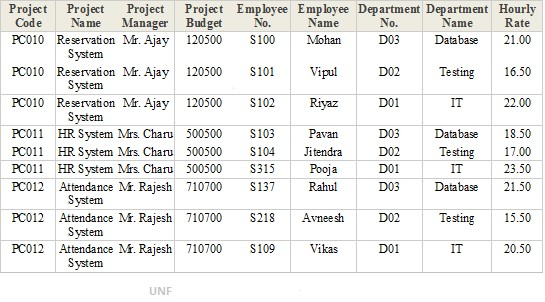 Project Code Project Name Project Manager Project Budget Employee No. Employee Name Department No. Department Name Hourly Rate
PC010 Reservation System Mr. Ajay 120500 S100 Mohan D03 Database 21.00
PC010 Reservation System Mr. Ajay 120500 S101 Vipul D02 Testing 16.50
PC010 Reservation System Mr. Ajay 120500 S102 Riyaz D01 IT 22.00
PC011 HR System Mrs. Charu 500500 S103 Pavan D03 Database 18.50
PC011 HR System Mrs. Charu 500500 S104 Jitendra D02 Testing 17.00
PC011 HR System Mrs. Charu 500500 S315 Pooja D01 IT 23.50
PC012 Attendance System Mr. Rajesh 710700 S137 Rahul D03 Database 21.50
PC012 Attendance System Mr. Rajesh 710700 S218 Avneesh D02 Testing 15.50
PC012 Attendance System Mr. Rajesh 710700 S109 Vikas D01 IT 20.50
UNF